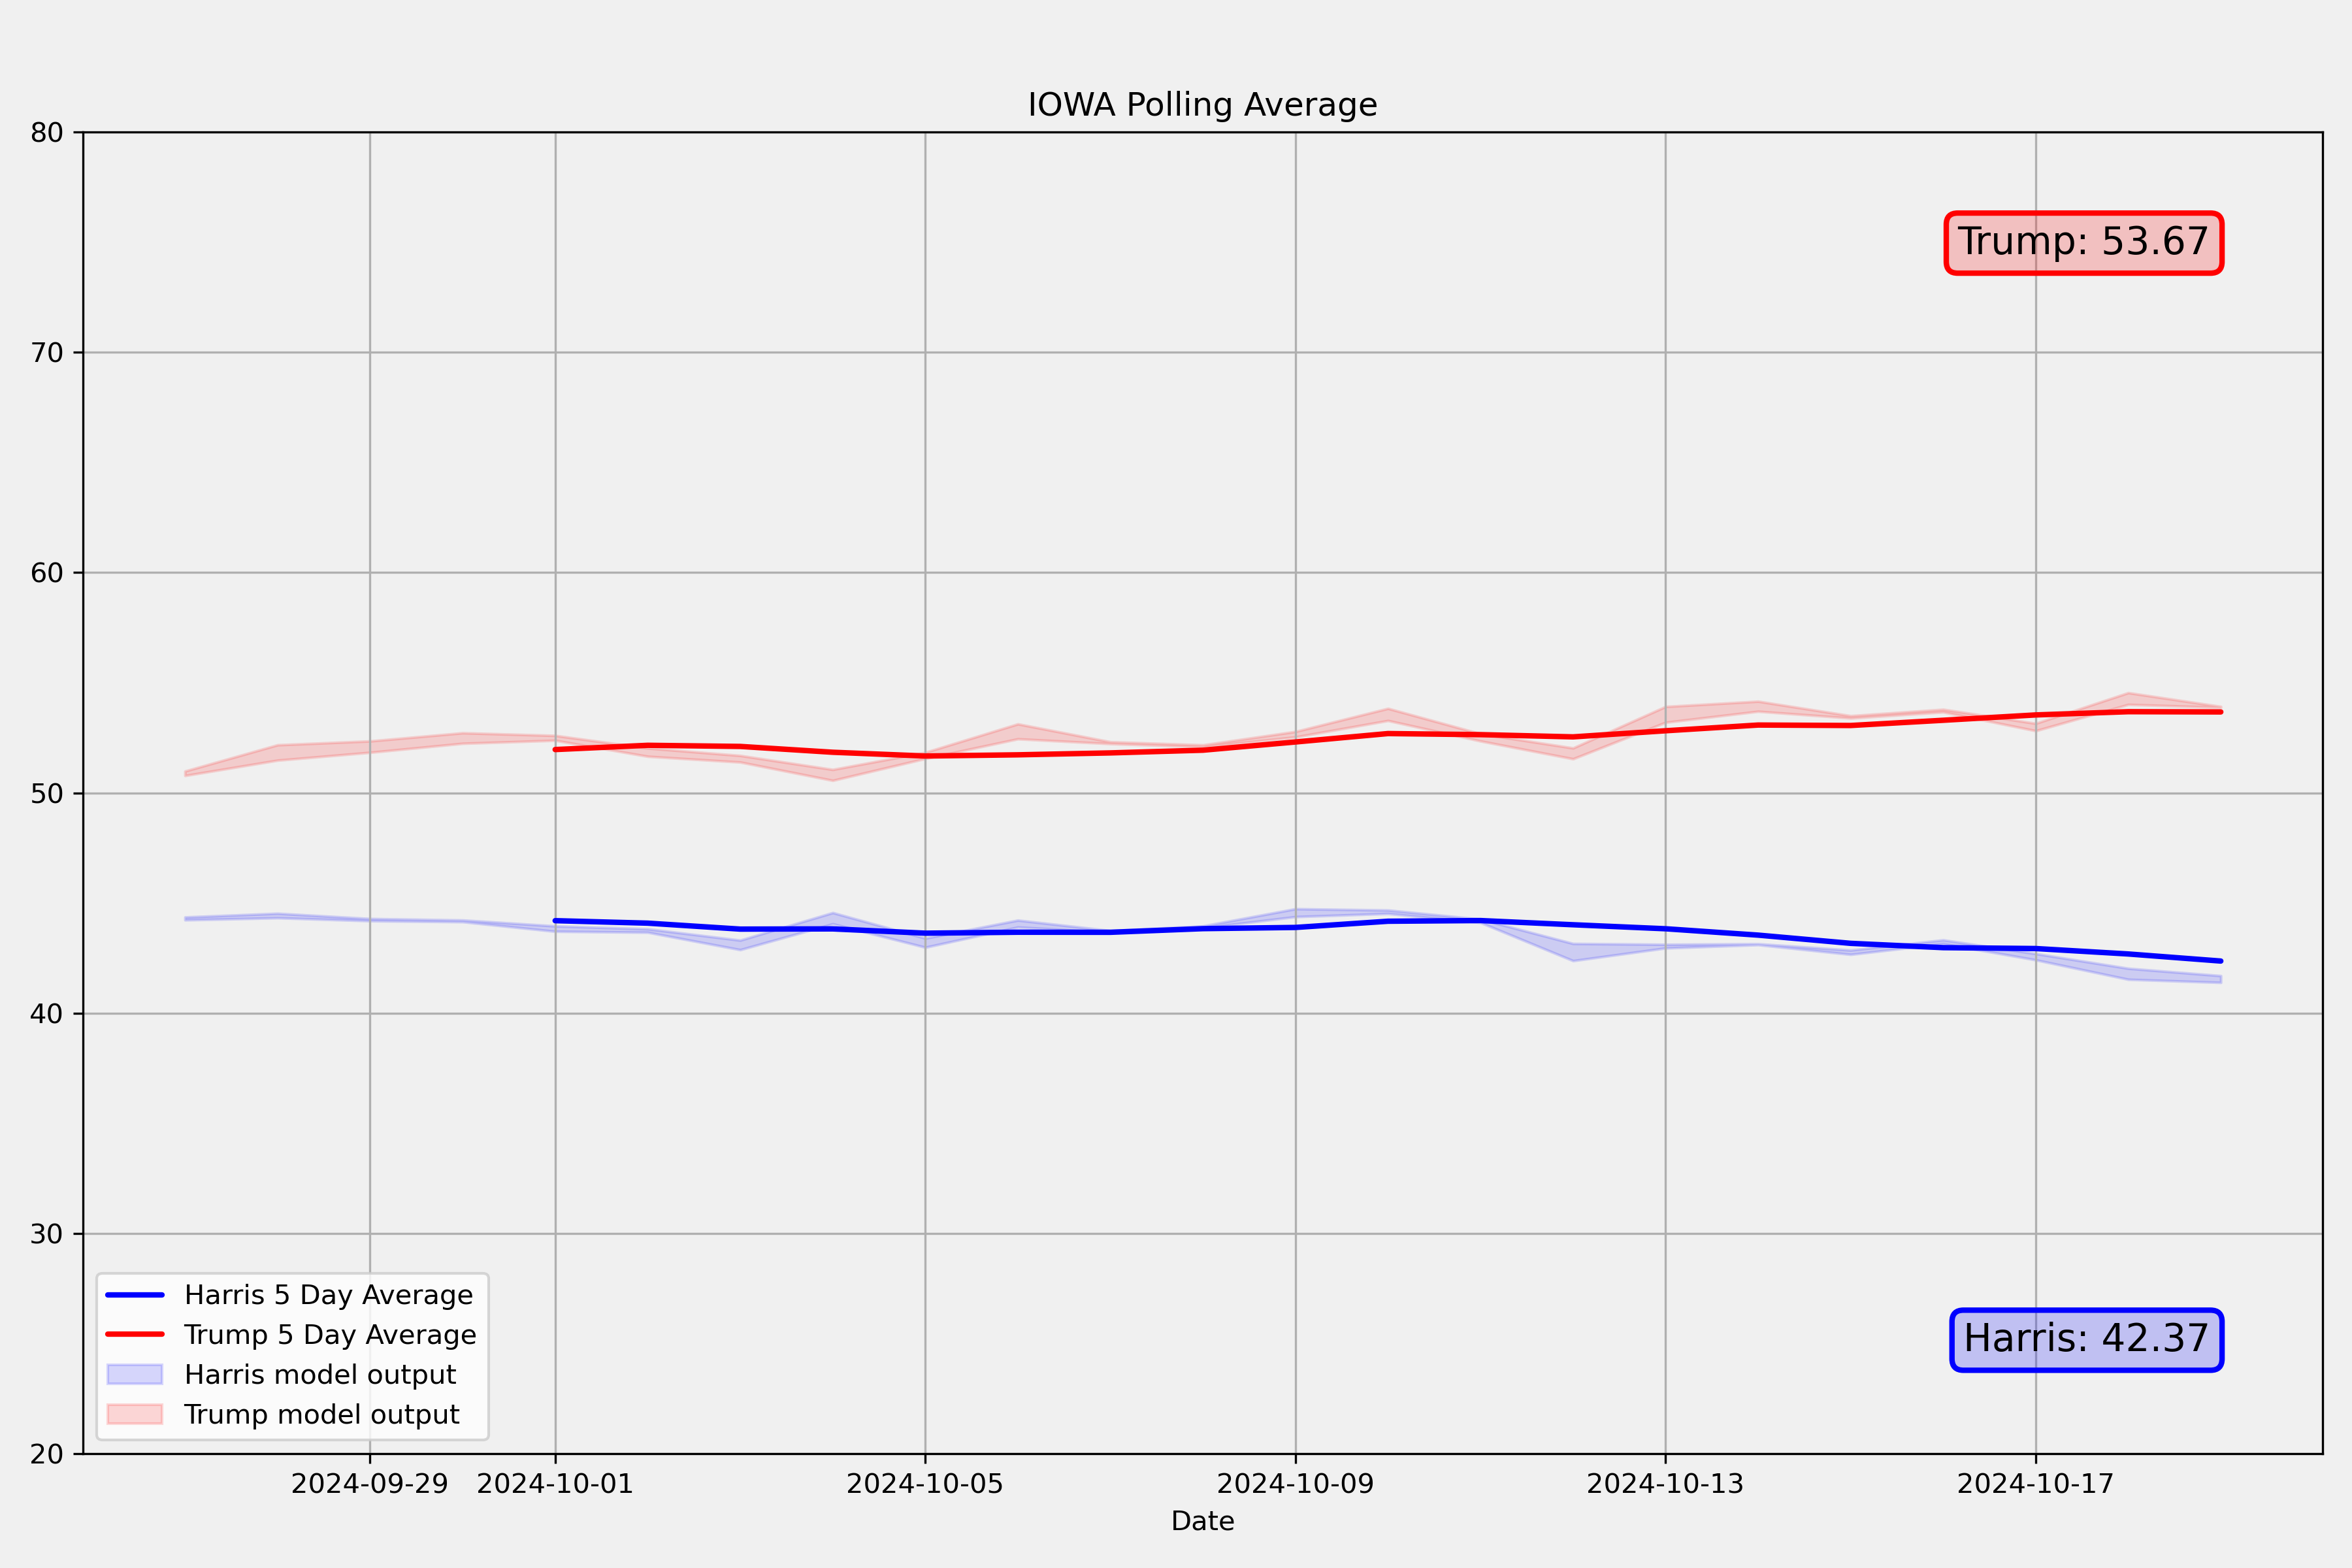 IOWA Polling Average
80
70
60
50
40
30
20
Trump: 53.67
Harris: 42.37
Harris 5 Day Average
Trump 5 Day Average
Harris model output
Trump model output
2024-09-29 2024-10-01 2024-10-05 2024-10-09 2024-10-13 2024-10-17
Date